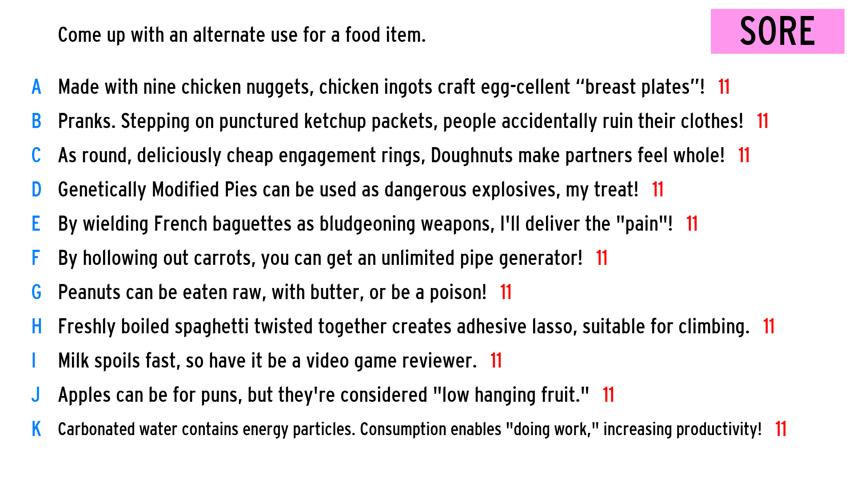 Come up with an alternate use for a food item.
SORE
A Made with nine chicken nuggets, chicken ingots craft egg-cellent “breast plates”! 11
B Pranks. Stepping on punctured ketchup packets, people accidentally ruin their clothes! 11
C As round, deliciously cheap engagement rings, Doughnuts make partners feel whole! 11
D Genetically Modified Pies can be used as dangerous explosives, my treat! 11
E By wielding French baguettes as bludgeoning weapons, I'll deliver the "pain"! 11
F By hollowing out carrots, you can get an unlimited pipe generator! 11
G Peanuts can be eaten raw, with butter, or be a poison! 11
H Freshly boiled spaghetti twisted together creates adhesive lasso, suitable for climbing. 11
I Milk spoils fast, so have it be a video game reviewer. 11
J Apples can be for puns, but they're considered "low hanging fruit." 11
K Carbonated water contains energy particles. Consumption enables "doing work," increasing productivity! 11